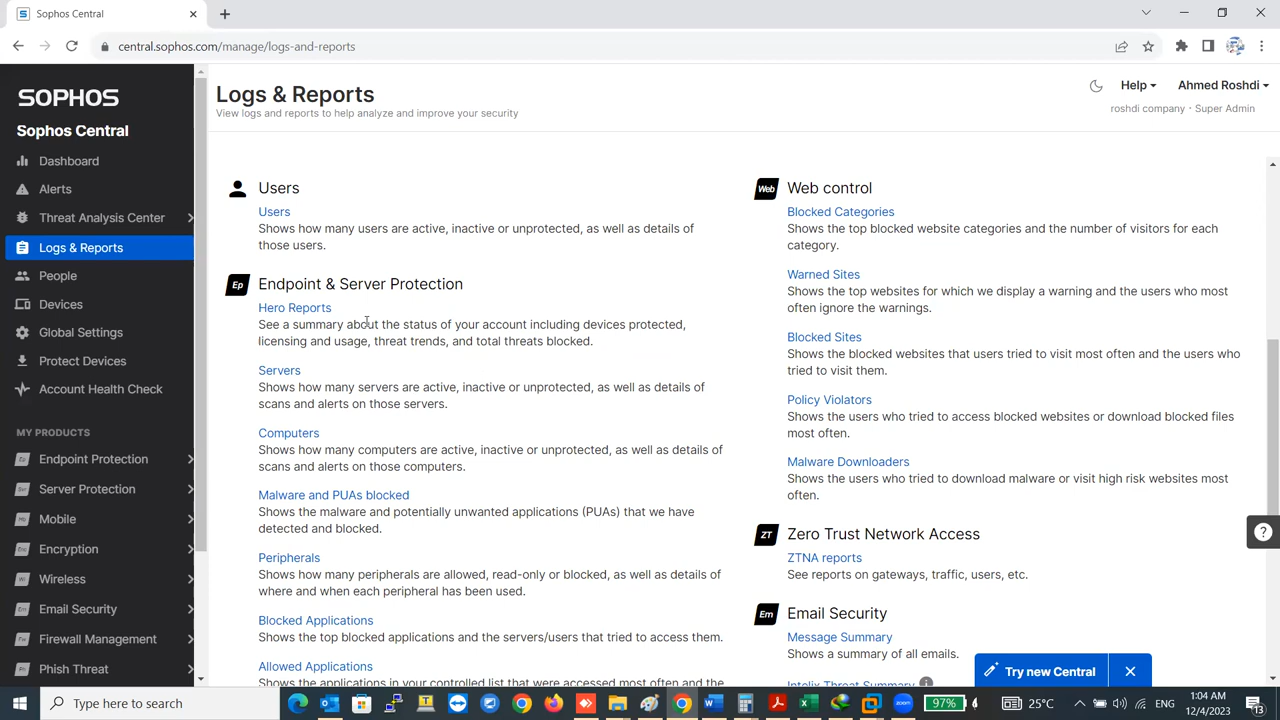 Sophos Central
central.sophos.com/manage/logs-and-reports
SOPHOS
Sophos Central
Dashboard
Alerts
Threat Analysis Center
Logs & Reports
People
Devices
Global Settings
Protect Devices
Account Health Check
MY PRODUCTS
Endpoint Protection
Server Protection
Mobile
Encryption
Wireless
Email Security
Firewall Management
Phish Threat
Logs & Reports
View logs and reports to help analyze and improve your security
Help
Ahmed Roshdi
roshdi company · Super Admin
Users
Users
Shows how many users are active, inactive or unprotected, as well as details of
those users.
Ep
Endpoint & Server Protection
Hero Reports
See a summary about the status of your account including devices protected,
licensing and usage, threat trends, and total threats blocked.
Servers
Shows how many servers are active, inactive or unprotected, as well as details of
scans and alerts on those servers.
Computers
Shows how many computers are active, inactive or unprotected, as well as details of
scans and alerts on those computers.
Malware and PUAs blocked
Shows the malware and potentially unwanted applications (PUAs) that we have
detected and blocked.
Peripherals
Shows how many peripherals are allowed, read-only or blocked, as well as details of
where and when each peripheral has been used.
Blocked Applications
Shows the top blocked applications and the servers/users that tried to access them.
Allowed Applications
Shows the applications in your controlled list that were accessed most often and the
Web
Web control
Blocked Categories
Shows the top blocked website categories and the number of visitors for each
category.
Warned Sites
Shows the top websites for which we display a warning and the users who most
often ignore the warnings.
Blocked Sites
Shows the blocked websites that users tried to visit most often and the users who
tried to visit them.
Policy Violators
Shows the users who tried to access blocked websites or download blocked files
most often.
Malware Downloaders
Shows the users who tried to download malware or visit high risk websites most
often.
ZT
Zero Trust Network Access
ZTNA reports
See reports on gateways, traffic, users, etc.
Em
Email Security
Message Summary
Shows a summary of all emails.
Intelix Threat Summary
Try new Central
Type here to search
97%
25°C
1:04 AM
12/4/2023